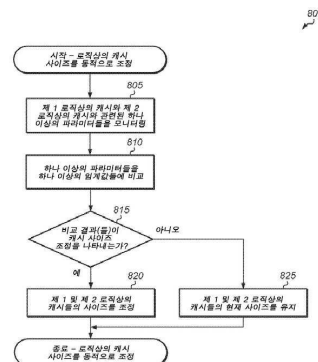 80
시작 - 로직상의 캐시
사이즈를 동적으로 조정
805
제 1 로직상의 캐시와 제 2
로직상의 캐시와 관련된 하나
이상의 파라미터들을 모니터링
810
하나 이상의 파라미터들을
하나 이상의 임계값들에 비교
815
비교 결과(들)이
캐시 사이즈
조정을 나타내는가?
아니오
예
820
제 1 및 제 2 로직상의
캐시들의 사이즈를 조정
825
제 1 및 제 2 로직상의
캐시들의 현재 사이즈를 유지
종료 - 로직상의 캐시
사이즈를 동적으로 조정